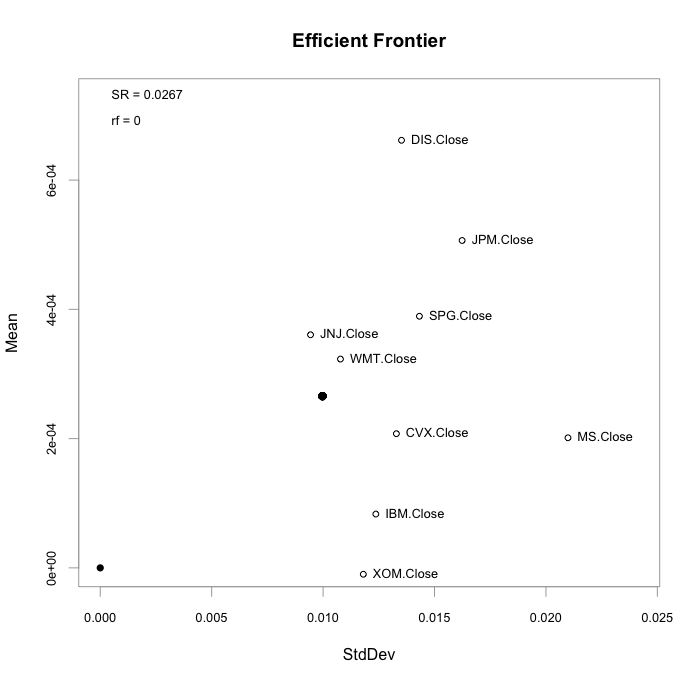 Efficient Frontier
SR = 0.0267
rf = 0
DIS.Close
JPM.Close
SPG.Close
JNJ.Close
WMT.Close
CVX.Close
MS.Close
IBM.Close
XOM.Close
Mean
6e-04
4e-04
2e-04
0e+00
0.000 0.005 0.010 0.015 0.020 0.025
StdDev